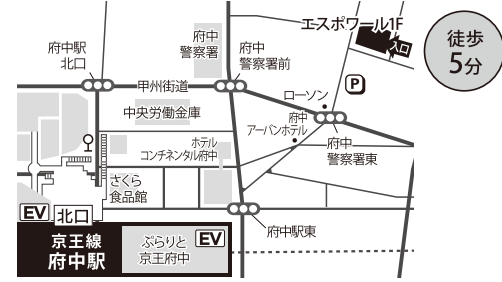 エスポワール1F
入口
徒歩
5分
府中
警察署
府中駅
北口
府中
警察署前
甲州街道
P
ローソン
中央労働金庫
府中
アーバンホテル
ホテル
コンチネンタル府中
府中
警察署東
さくら
食品館
EV
北口
京王線
府中駅
ぷらりと
京王府中
EV
府中駅東